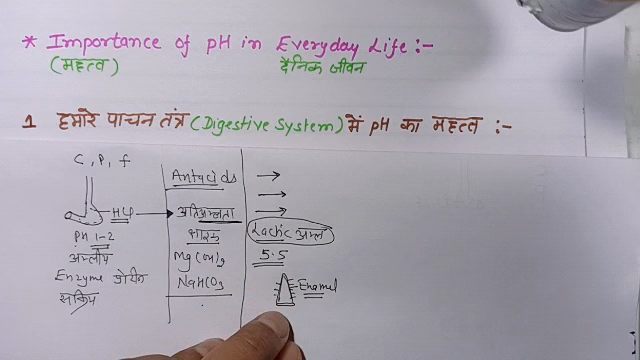 * Importance of pH in Everyday Life :-
(महत्व) दैनिक जीवन
1 हमारे पाचन तंत्र (Digestive System) में pH का महत्व :-
C, P, f
HCl
PH 1-2
अम्लीय
Enzyme
सक्रिय
Antacids
अतिअम्लता
क्षारक
Mg(OH)2
NaHCO3
Lactic अम्ल
5.5
Enamel